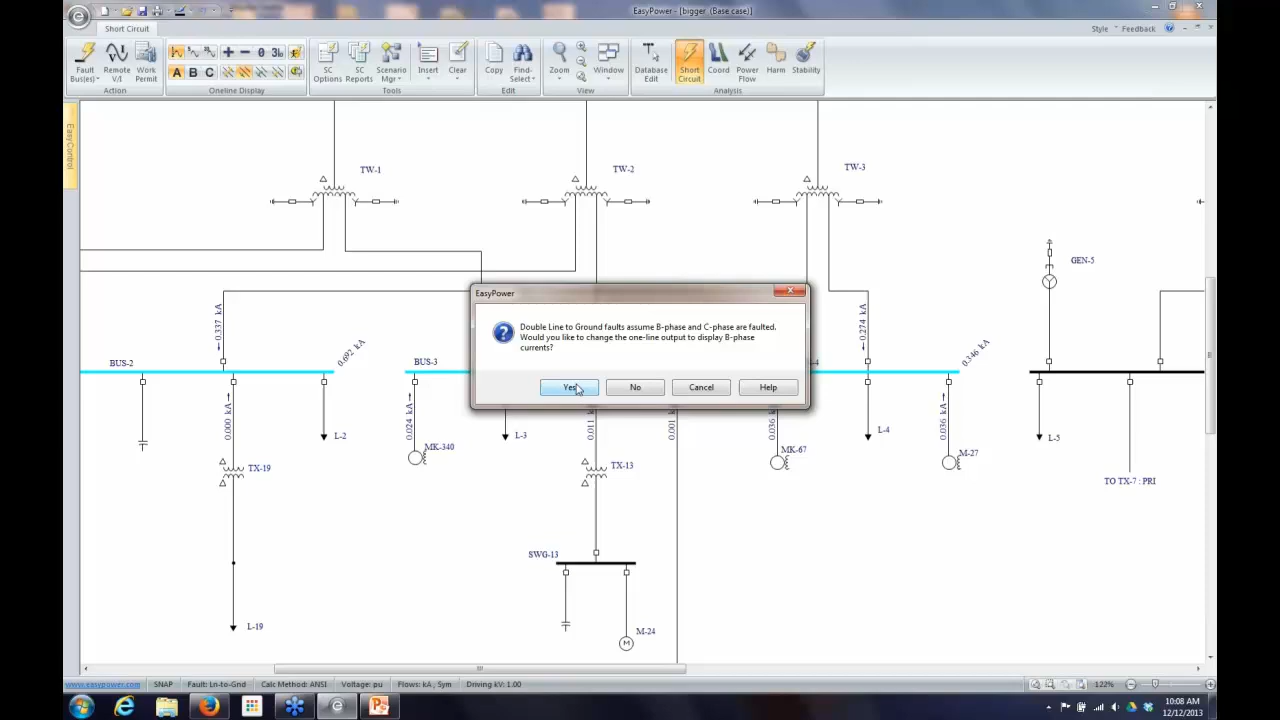 EasyPower - [bigger (Base case)]
Short Circuit
Style
Feedback
Fault Bus(es)
Remote V/I
Work Permit
Action
A B C
3I0
Oneline Display
SC Options
SC Reports
Scenario Mgr
Insert
Clear
Tools
Copy
Find-Select
Edit
Zoom
Window
View
Database Edit
Short Circuit
Coord
Power Flow
Harm
Stability
Analysis
EasyControl
TW-1
TW-2
TW-3
GEN-5
0.337 kA
0.274 kA
BUS-2
0.692 kA
BUS-3
0.346 kA
EasyPower
Double Line to Ground faults assume B-phase and C-phase are faulted.
Would you like to change the one-line output to display B-phase
currents?
Yes
No
Cancel
Help
0.000 kA
L-2
0.024 kA
MK-340
L-3
0.011 kA
0.001 kA
0.036 kA
MK-67
L-4
0.036 kA
M-27
L-5
TX-19
TX-13
TO TX-7 : PRI
SWG-13
L-19
M-24
M
www.easypower.com
SNAP
Fault: Ln-to-Gnd
Calc Method: ANSI
Voltage: pu
Flows: kA , Sym
Driving kV: 1.00
122%
10:08 AM
12/12/2013